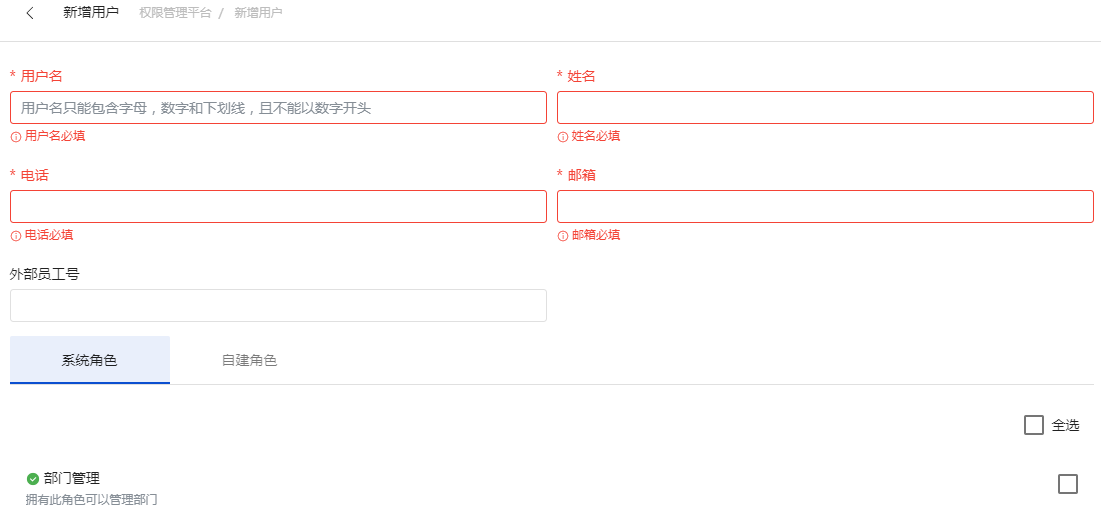 新增用户 权限管理平台 / 新增用户
* 用户名
用户名只能包含字母，数字和下划线，且不能以数字开头
用户名必填
* 姓名
姓名必填
* 电话
电话必填
* 邮箱
邮箱必填
外部员工号
系统角色 自建角色
全选
部门管理
拥有此角色可以管理部门